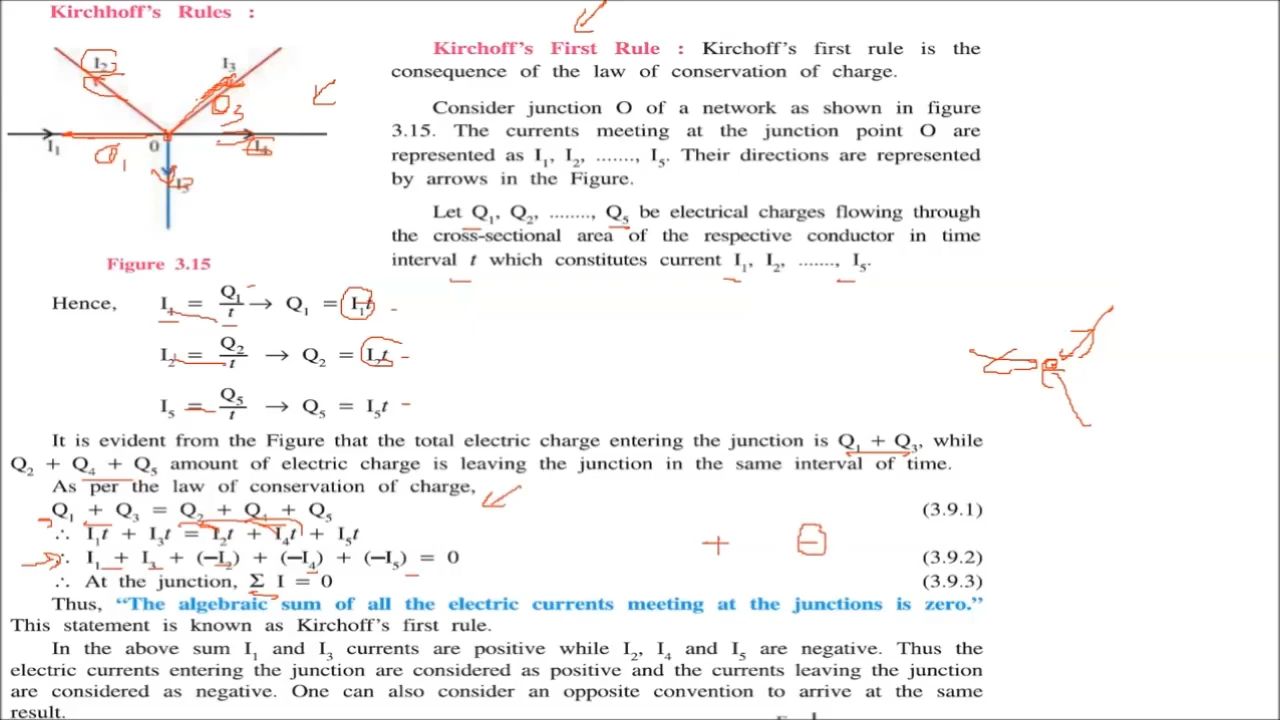 Kirchhoff's Rules :
I₂
I₃
I₁
O
I₄
I₅
Q₁
Q₃
Figure 3.15
Kirchoff's First Rule : Kirchoff's first rule is the
consequence of the law of conservation of charge.
Consider junction O of a network as shown in figure
3.15. The currents meeting at the junction point O are
represented as I₁, I₂, ......., I₅. Their directions are represented
by arrows in the Figure.
Let Q₁, Q₂, ........, Q₅ be electrical charges flowing through
the cross-sectional area of the respective conductor in time
interval t which constitutes current I₁, I₂, ......., I₅.
Hence, I₁ = Q₁/t → Q₁ = I₁t
I₂ = Q₂/t → Q₂ = I₂t
I₅ = Q₅/t → Q₅ = I₅t
It is evident from the Figure that the total electric charge entering the junction is Q₁ + Q₃, while
Q₂ + Q₄ + Q₅ amount of electric charge is leaving the junction in the same interval of time.
As per the law of conservation of charge,
Q₁ + Q₃ = Q₂ + Q₄ + Q₅ (3.9.1)
∴ I₁t + I₃t = I₂t + I₄t + I₅t
∴ I₁ + I₃ + (−I₂) + (−I₄) + (−I₅) = 0 (3.9.2)
∴ At the junction, Σ I = 0 (3.9.3)
+ −
Thus, "The algebraic sum of all the electric currents meeting at the junctions is zero."
This statement is known as Kirchoff's first rule.
In the above sum I₁ and I₃ currents are positive while I₂, I₄ and I₅ are negative. Thus the
electric currents entering the junction are considered as positive and the currents leaving the junction
are considered as negative. One can also consider an opposite convention to arrive at the same
result.